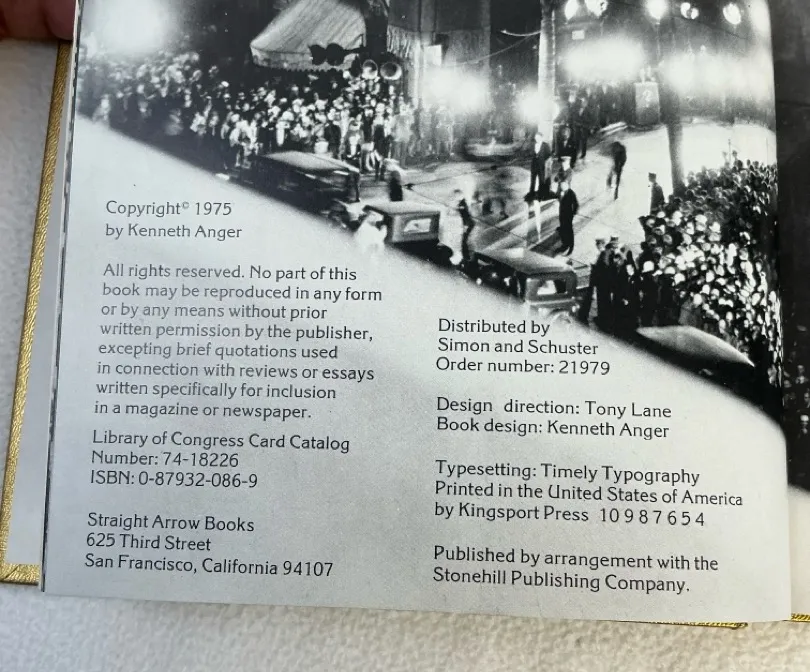 Copyright© 1975
by Kenneth Anger
All rights reserved. No part of this
book may be reproduced in any form
or by any means without prior
written permission by the publisher,
excepting brief quotations used
in connection with reviews or essays
written specifically for inclusion
in a magazine or newspaper.
Library of Congress Card Catalog
Number: 74-18226
ISBN: 0-87932-086-9
Straight Arrow Books
625 Third Street
San Francisco, California 94107
Distributed by
Simon and Schuster
Order number: 21979
Design direction: Tony Lane
Book design: Kenneth Anger
Typesetting: Timely Typography
Printed in the United States of America
by Kingsport Press 10 9 8 7 6 5 4
Published by arrangement with the
Stonehill Publishing Company.